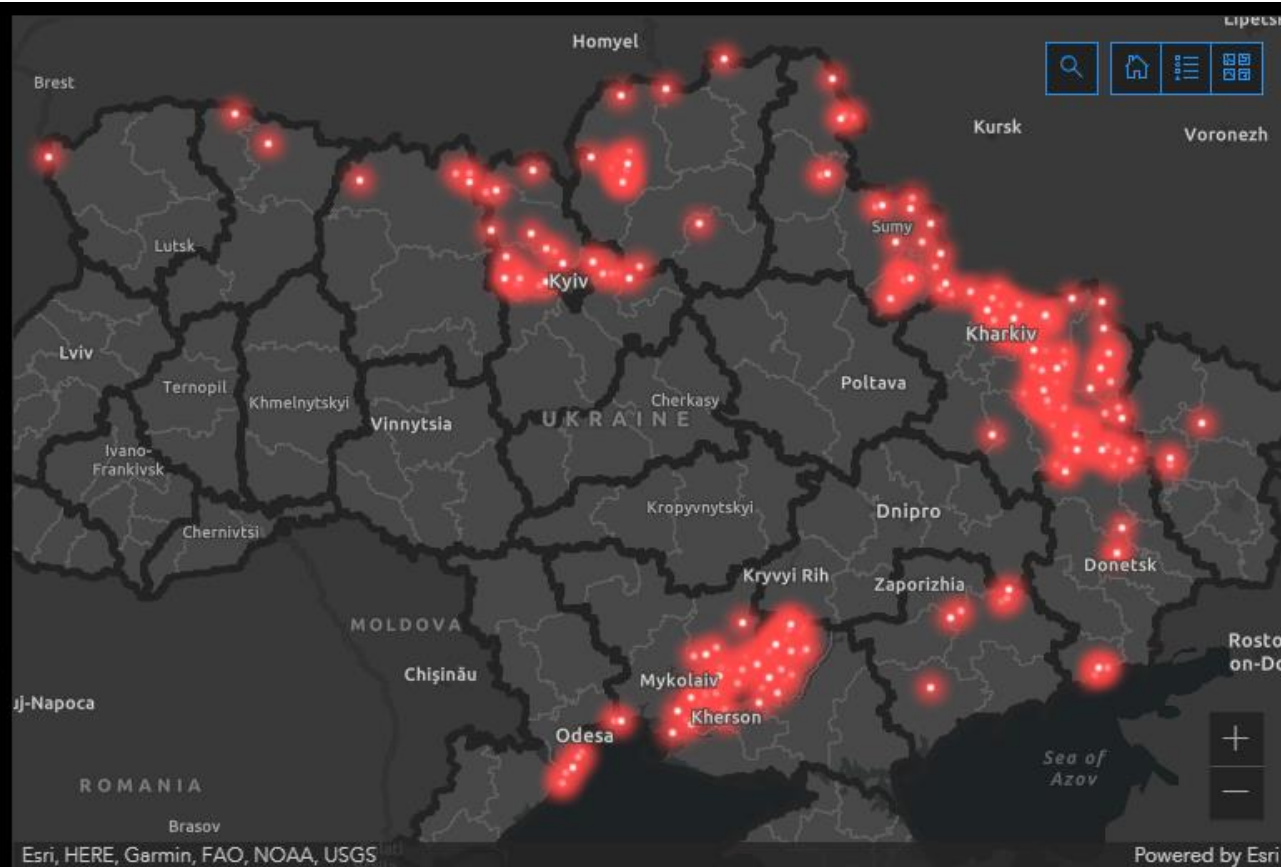 Lipetsk
Homyel
Brest
Kursk
Voronezh
Sumy
Lutsk
Kyiv
Kharkiv
Lviv
Poltava
Ternopil
Khmelnytskyi
Cherkasy
UKRAINE
Vinnytsia
Ivano-
Frankivsk
Kropyvnytskyi
Dnipro
Chernivtsi
Donetsk
Kryvyi Rih
Zaporizhia
MOLDOVA
Rosto
on-Do
Chișinău
Mykolaiv
uj-Napoca
Kherson
Odesa
Sea of
Azov
ROMANIA
Brasov
Esri, HERE, Garmin, FAO, NOAA, USGS
Powered by Esri